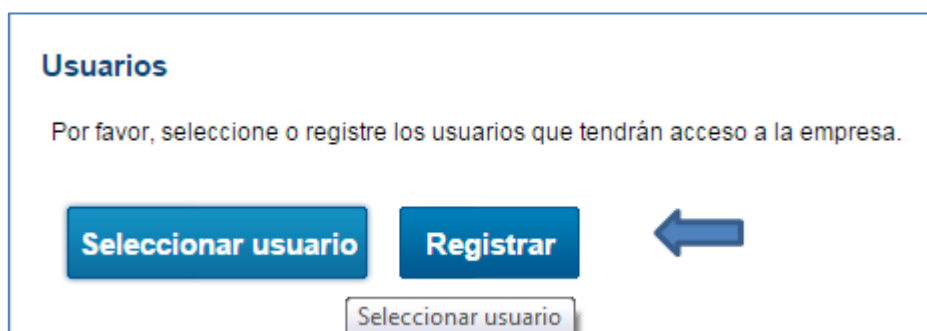 Usuarios
Por favor, seleccione o registre los usuarios que tendrán acceso a la empresa.
Seleccionar usuario Registrar
Seleccionar usuario